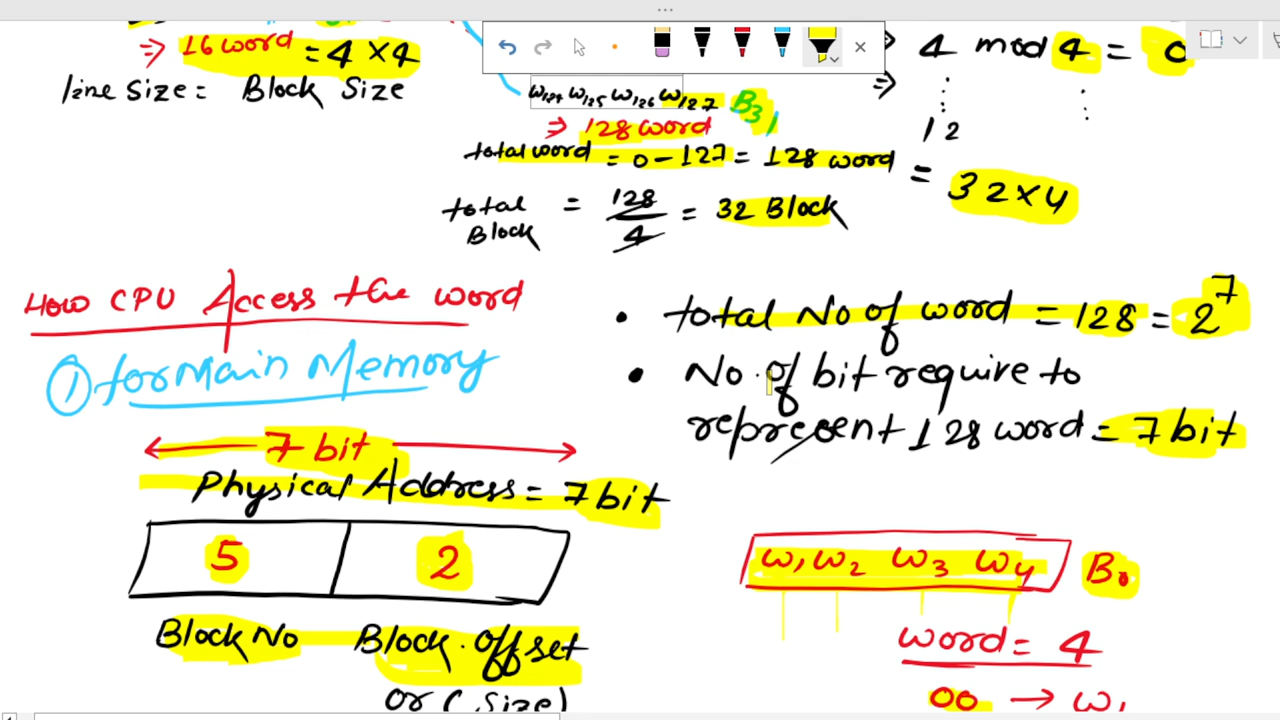 ⇒ 16 word = 4 × 4
line Size = Block Size
W124 W125 W126 W127 B31
⇒ 128 word
total word = 0 - 127 = 128 word
total Block = 128/4 = 32 Block
⇒ 4 mod 4 = 0
⇒
12
= 32 × 4
How CPU Access the word
① for Main Memory
7 bit
Physical Address = 7 bit
5 2
Block No Block offset
or (Size)
• total No of word = 128 = 2^7
• No. of bit require to
represent 128 word = 7 bit
W1 W2 W3 W4 B0
word = 4
00 → W1